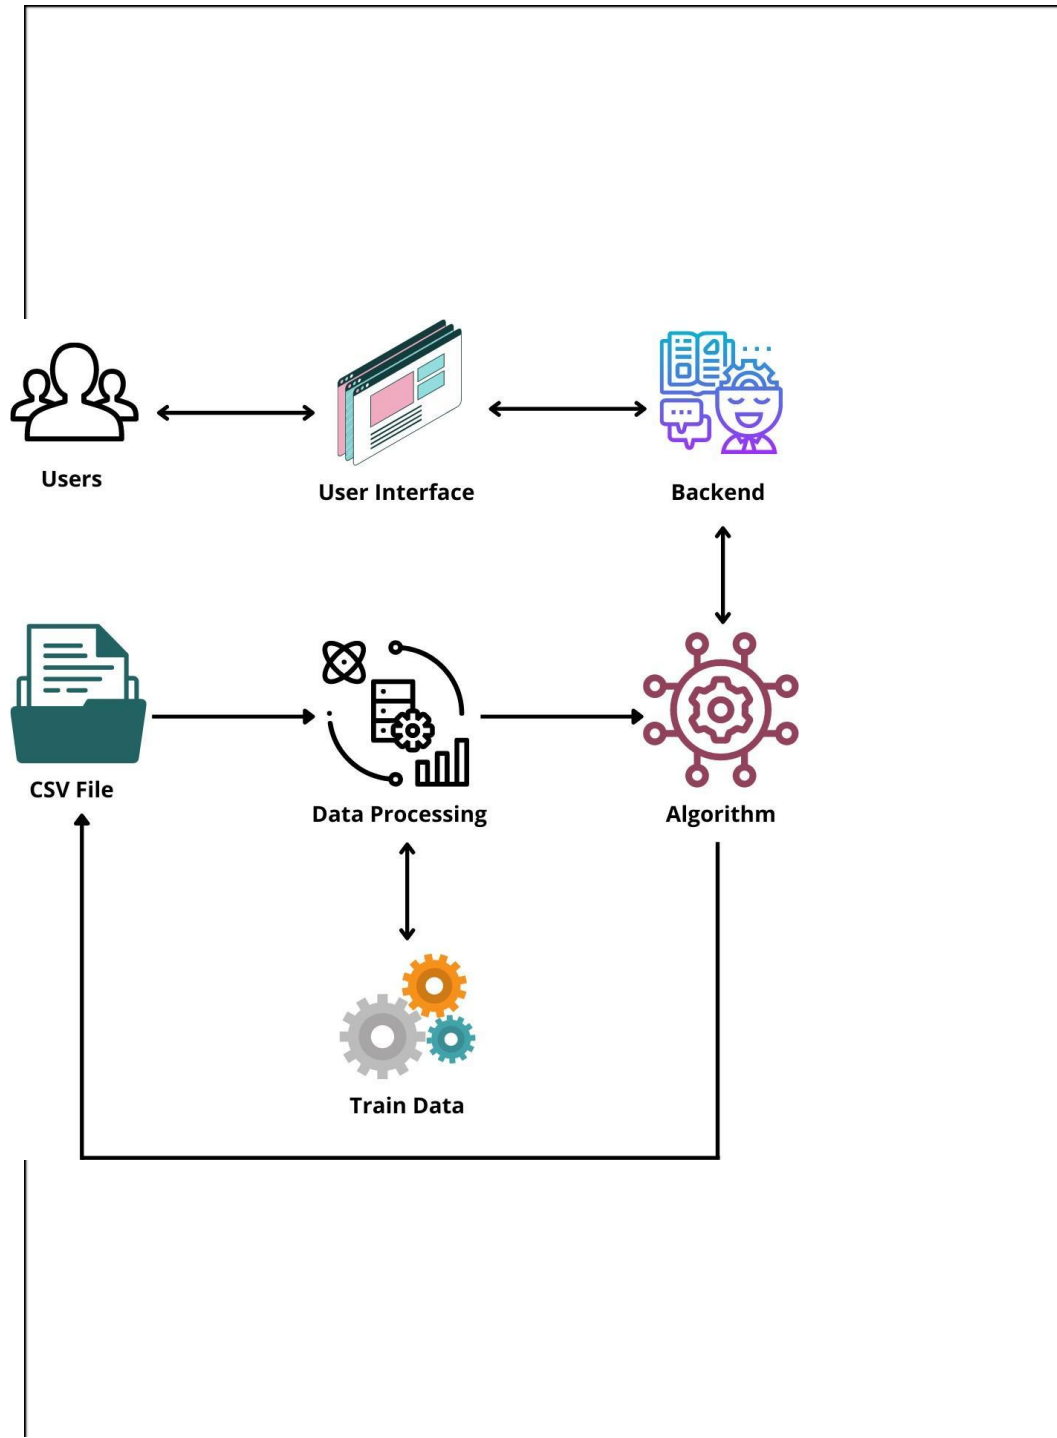 Users
User Interface
Backend
CSV File
Data Processing
Algorithm
Train Data